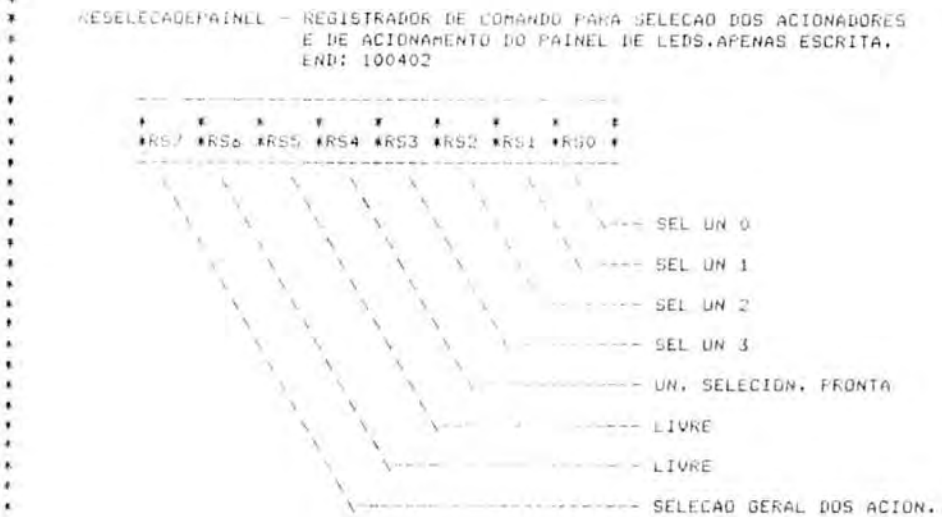 RESELECAOEPAINEL - REGISTRADOR DE COMANDO PARA SELECAO DOS ACIONADORES
E DE ACIONAMENTO DO PAINEL DE LEDS.APENAS ESCRITA.
END: 100402
*RS7 *RS6 *RS5 *RS4 *RS3 *RS2 *RS1 *RS0 *
SEL UN 0
SEL UN 1
SEL UN 2
SEL UN 3
UN. SELECION. PRONTA
LIVRE
LIVRE
SELECAO GERAL DOS ACION.